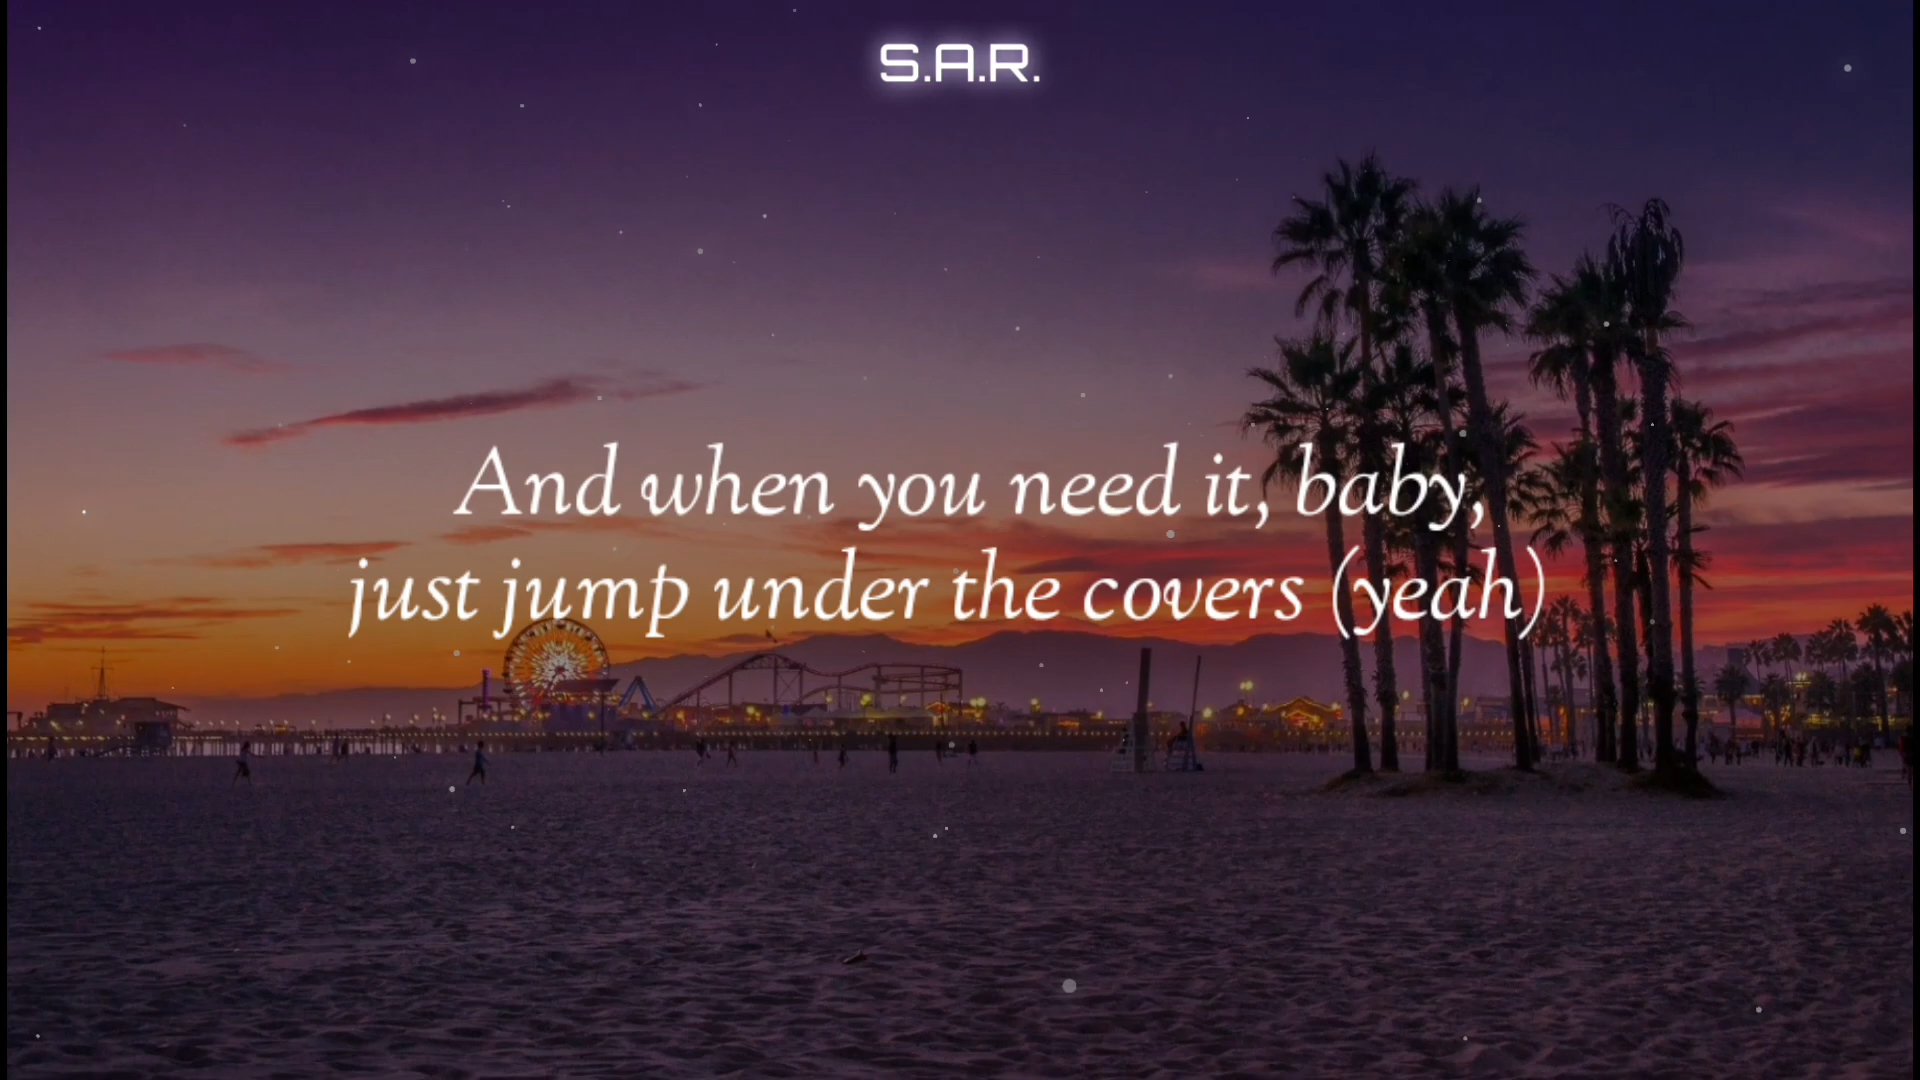 S.A.R.
And when you need it, baby,
just jump under the covers (yeah)